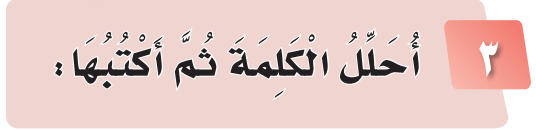 ٣ أُحَلِّلُ الْكَلِمَةَ ثُمَّ أَكْتُبُهَا :